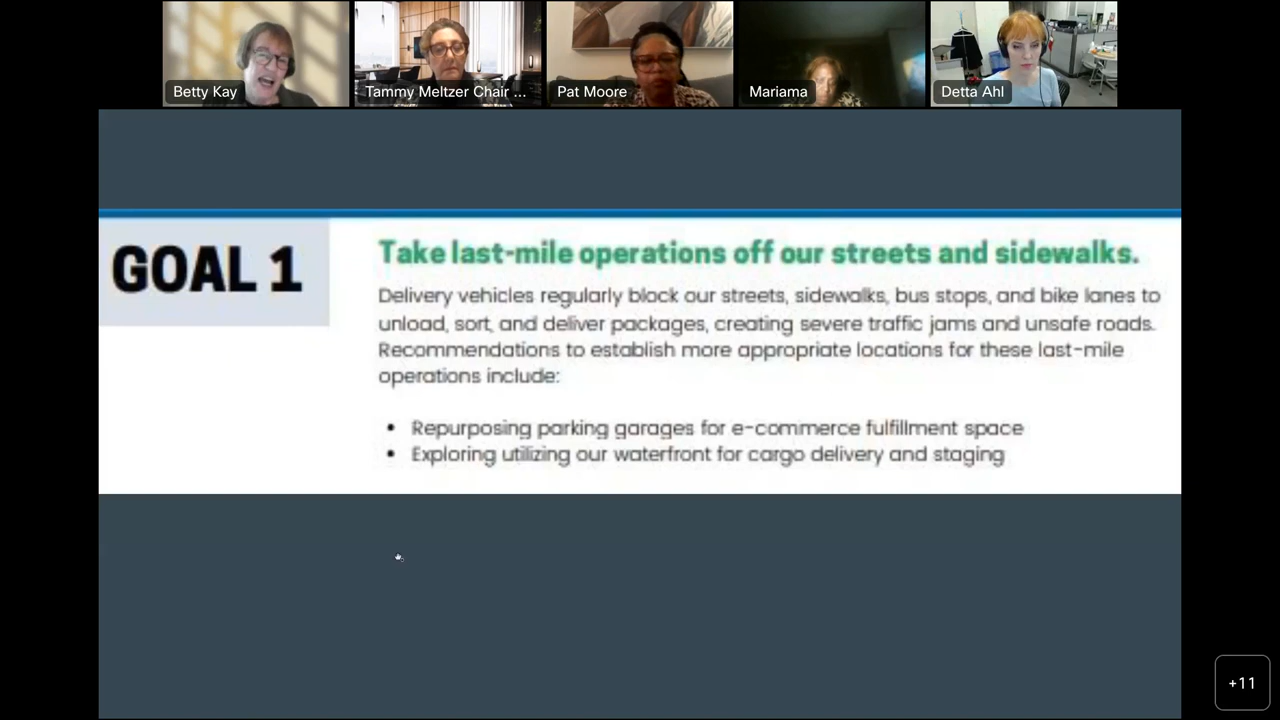 Betty Kay
Tammy Meltzer Chair ...
Pat Moore
Mariama
Detta Ahl
GOAL 1
Take last-mile operations off our streets and sidewalks.
Delivery vehicles regularly block our streets, sidewalks, bus stops, and bike lanes to
unload, sort, and deliver packages, creating severe traffic jams and unsafe roads.
Recommendations to establish more appropriate locations for these last-mile
operations include:
• Repurposing parking garages for e-commerce fulfillment space
• Exploring utilizing our waterfront for cargo delivery and staging
+11